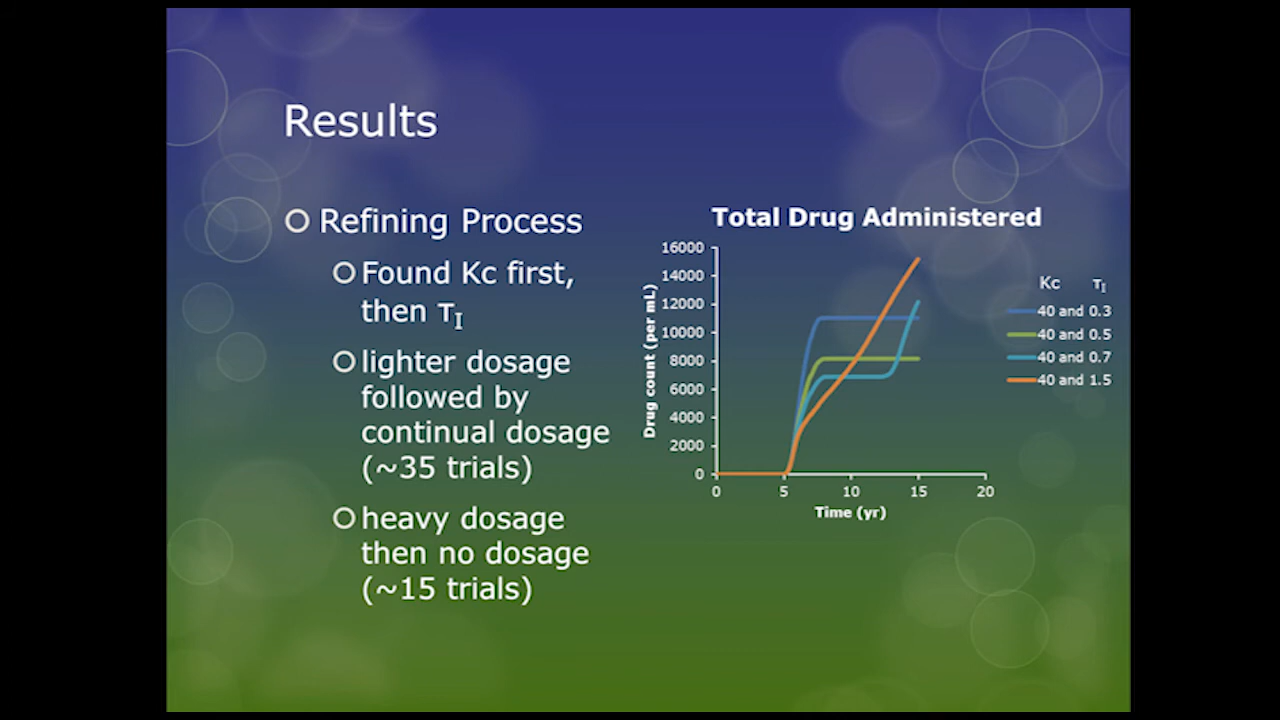 Results
Refining Process
Found Kc first,
then τI
lighter dosage
followed by
continual dosage
(~35 trials)
heavy dosage
then no dosage
(~15 trials)
Total Drug Administered
Drug count (per mL)
16000
14000
12000
10000
8000
6000
4000
2000
0
0 5 10 15 20
Time (yr)
Kc τI
40 and 0.3
40 and 0.5
40 and 0.7
40 and 1.5